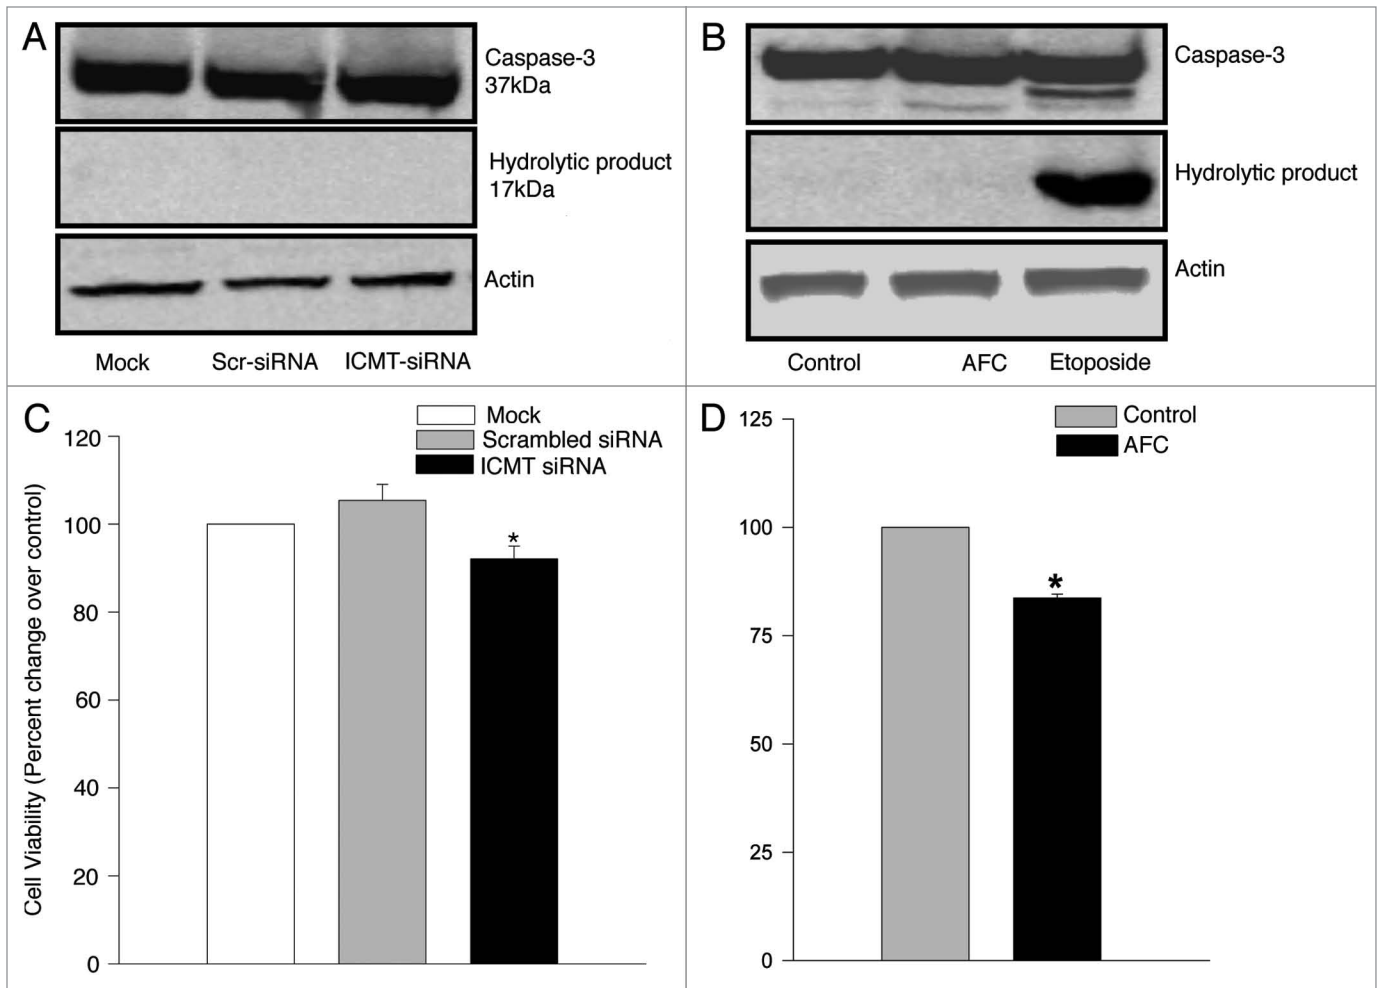 A
Caspase-3
37kDa
Hydrolytic product
17kDa
Actin
Mock Scr-siRNA ICMT-siRNA
B
Caspase-3
Hydrolytic product
Actin
Control AFC Etoposide
C
Mock
Scrambled siRNA
ICMT siRNA
Cell Viability (Percent change over control)
120
100
80
60
40
20
0
*
D
Control
AFC
125
100
75
50
25
0
*